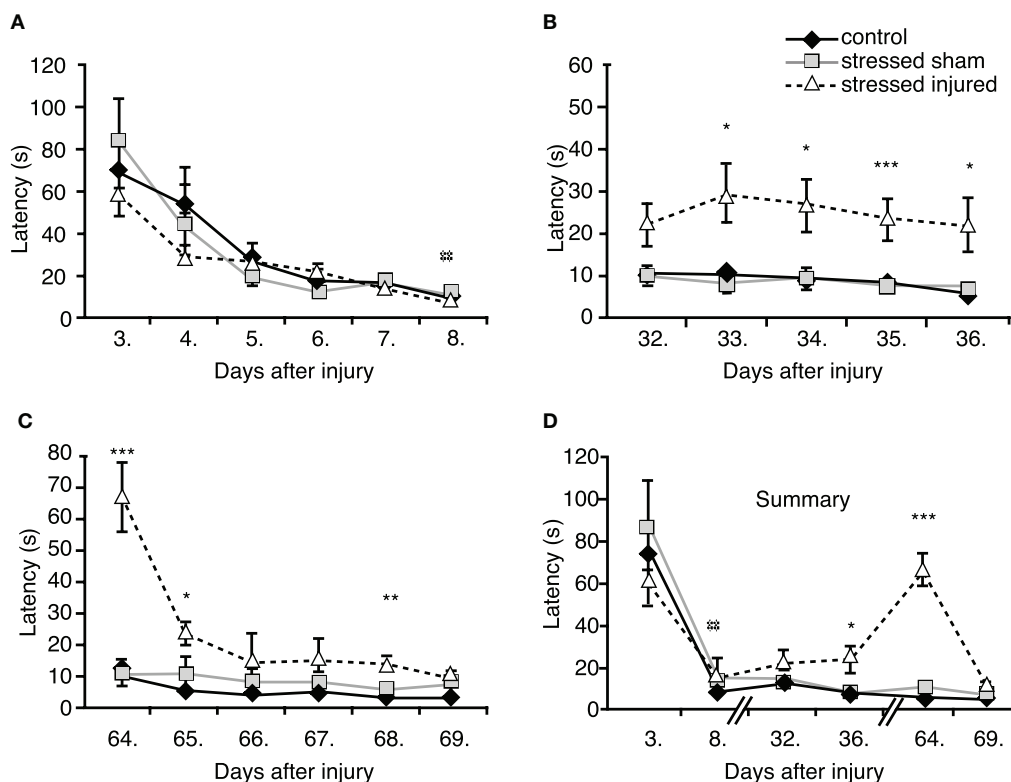 A
120
100
80
60
40
20
0
Latency (s)
3. 4. 5. 6. 7. 8.
Days after injury
B
control
stressed sham
stressed injured
60
50
40
30
20
10
0
Latency (s)
* * *** *
32. 33. 34. 35. 36.
Days after injury
C
80
70
60
50
40
30
20
10
0
Latency (s)
*** * **
64. 65. 66. 67. 68. 69.
Days after injury
D
Summary
120
100
80
60
40
20
0
Latency (s)
* ***
3. 8. 32. 36. 64. 69.
Days after injury